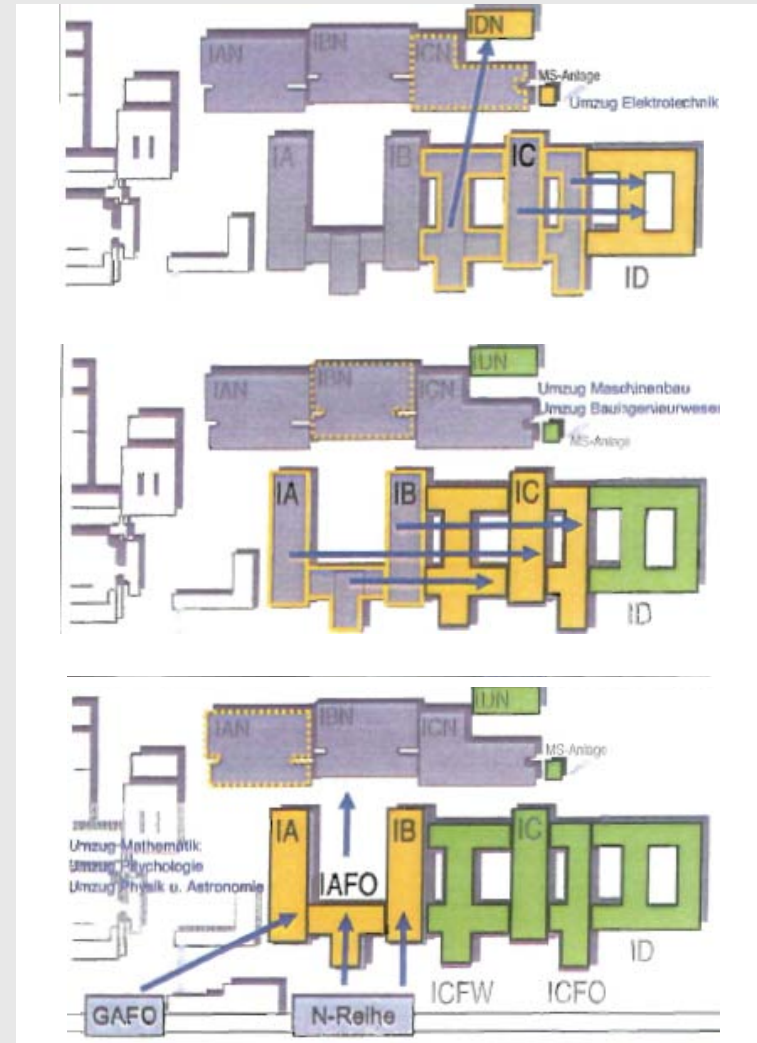 IDN
IAN
IBN
ICN
MS-Anlage
Umzug Elektrotechnik
IA
IB
IC
ID
IDN
IAN
IBN
ICN
Umzug Maschinenbau
Umzug Bauingenieurwesen
MS-Anlage
IA
IB
IC
ID
IDN
IAN
IBN
ICN
MS-Anlage
Umzug Mathematik
Umzug Psychologie
Umzug Physik u. Astronomie
IA
IAFO
IB
IC
ID
ICFW
ICFO
GAFO
N-Reihe